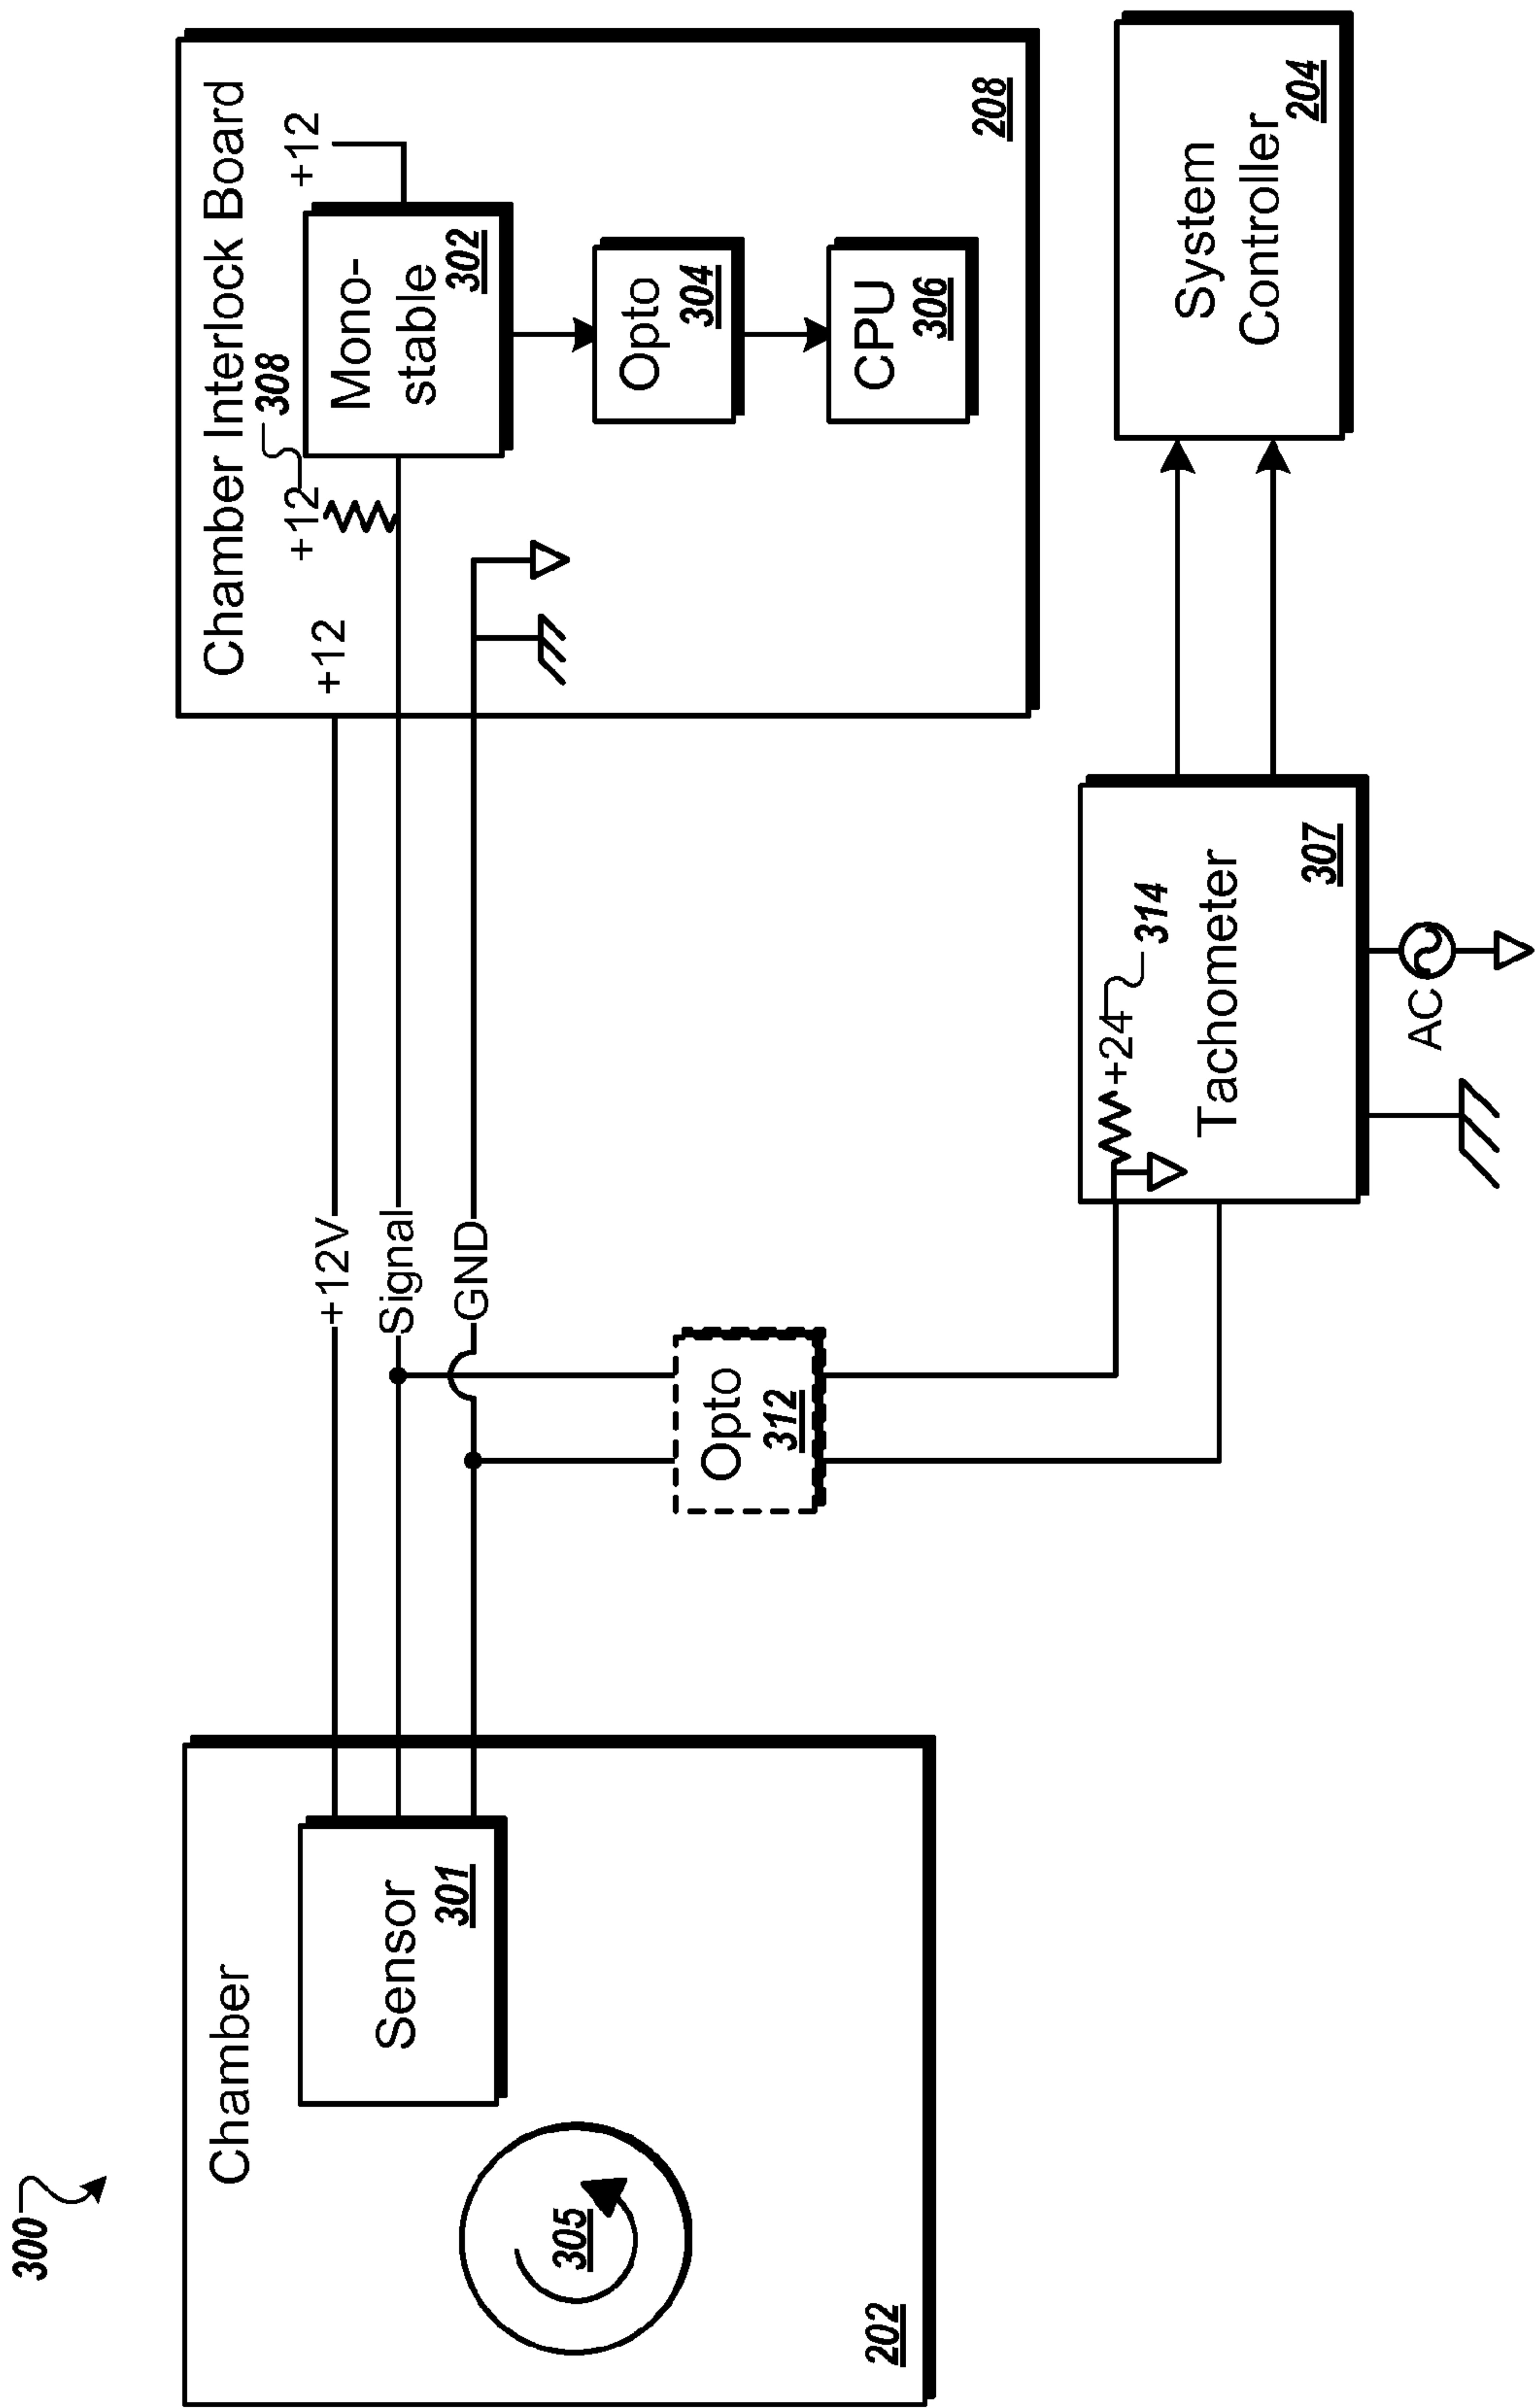 300
Chamber
Sensor
301
305
202
+12V
Signal
GND
Chamber Interlock Board
+12
+12
308
+12
Mono-
stable
302
Opto
304
CPU
306
208
Opto
312
+24
314
Tachometer
307
AC
System
Controller
204